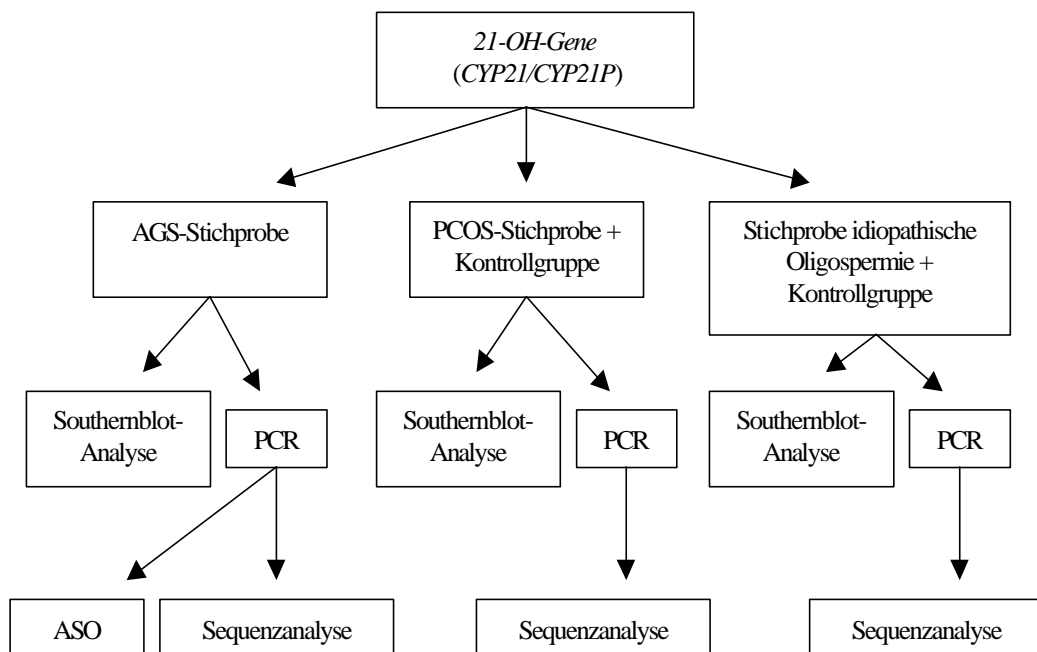 21-OH-Gene
(CYP21/CYP21P)
AGS-Stichprobe
PCOS-Stichprobe +
Kontrollgruppe
Stichprobe idiopathische
Oligospermie +
Kontrollgruppe
Southernblot-
Analyse
PCR
Southernblot-
Analyse
PCR
Southernblot-
Analyse
PCR
ASO
Sequenzanalyse
Sequenzanalyse
Sequenzanalyse